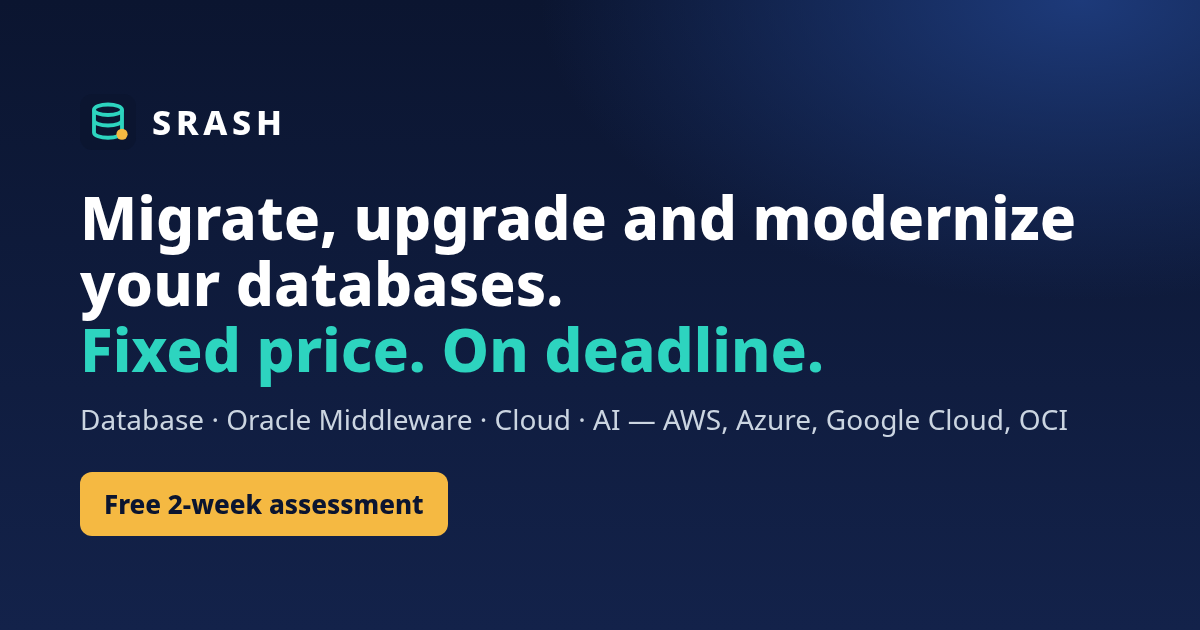 SRASH
Migrate, upgrade and modernize
your databases.
Fixed price. On deadline.
Database · Oracle Middleware · Cloud · AI — AWS, Azure, Google Cloud, OCI
Free 2-week assessment